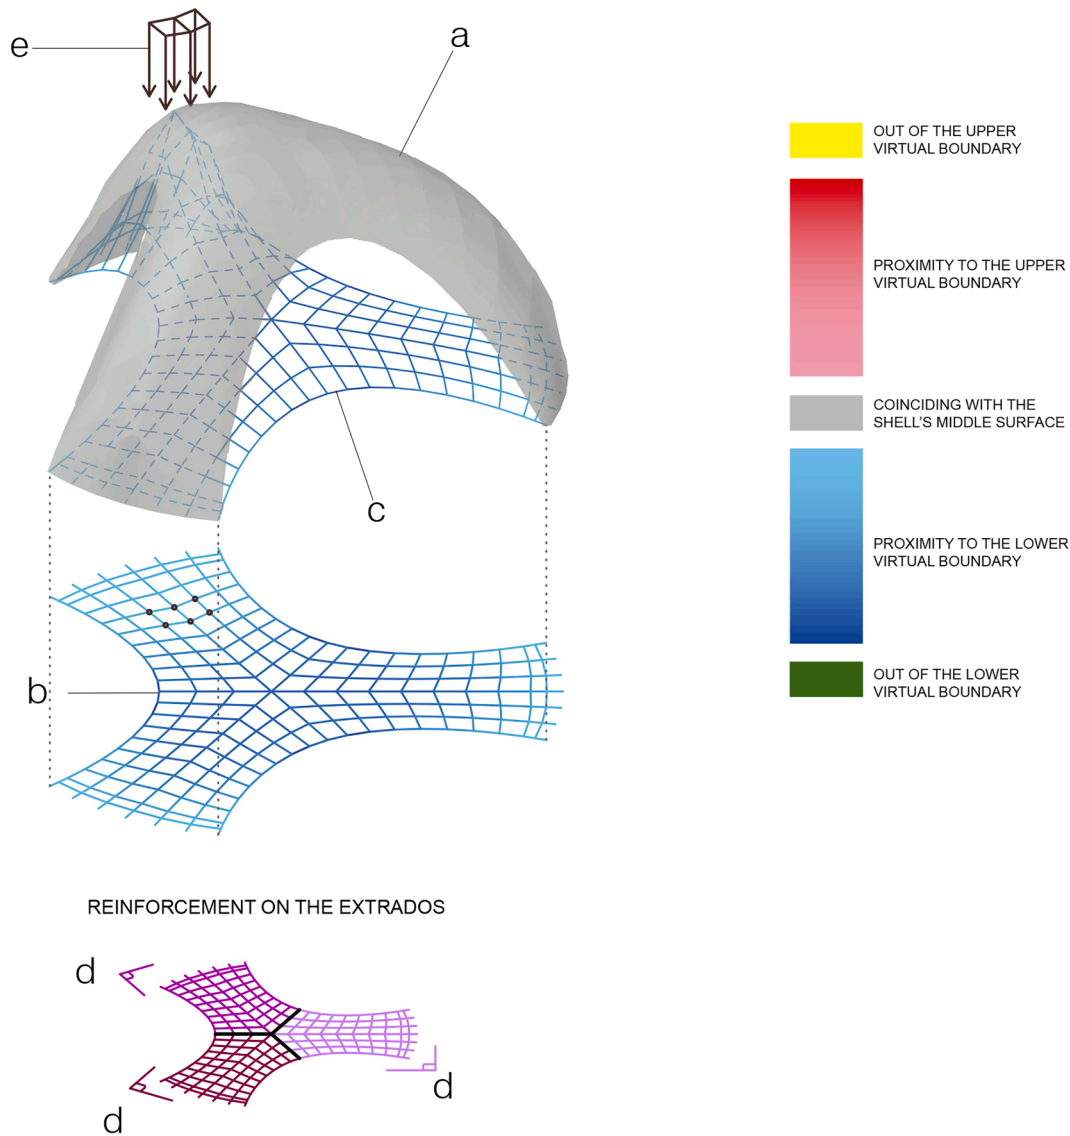 e
a
c
b
OUT OF THE UPPER
VIRTUAL BOUNDARY
PROXIMITY TO THE UPPER
VIRTUAL BOUNDARY
COINCIDING WITH THE
SHELL'S MIDDLE SURFACE
PROXIMITY TO THE LOWER
VIRTUAL BOUNDARY
OUT OF THE LOWER
VIRTUAL BOUNDARY
REINFORCEMENT ON THE EXTRADOS
d
d
d